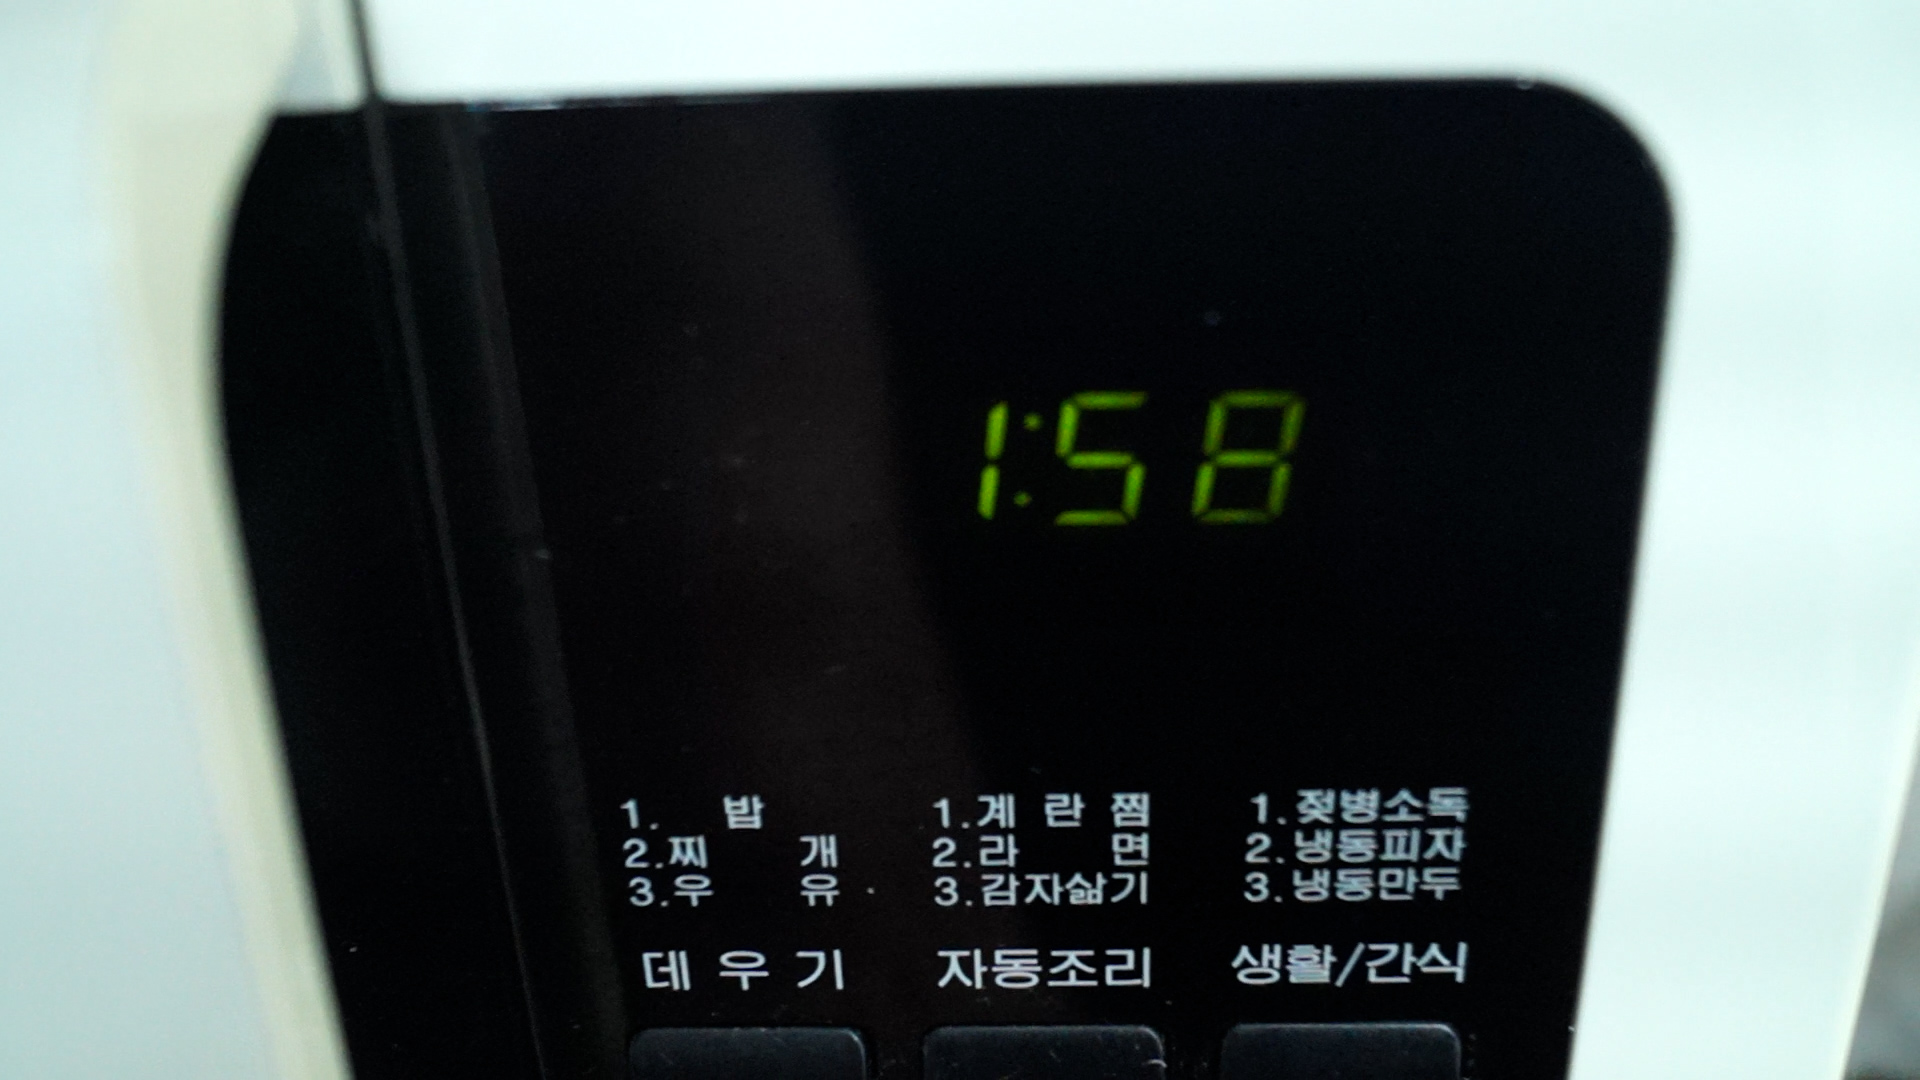 1:58
1. 밥
2.찌 개
3.우 유
데 우 기
1.계 란 찜
2.라 면
3.감자삶기
자동조리
1.젖병소독
2.냉동피자
3.냉동만두
생활/간식